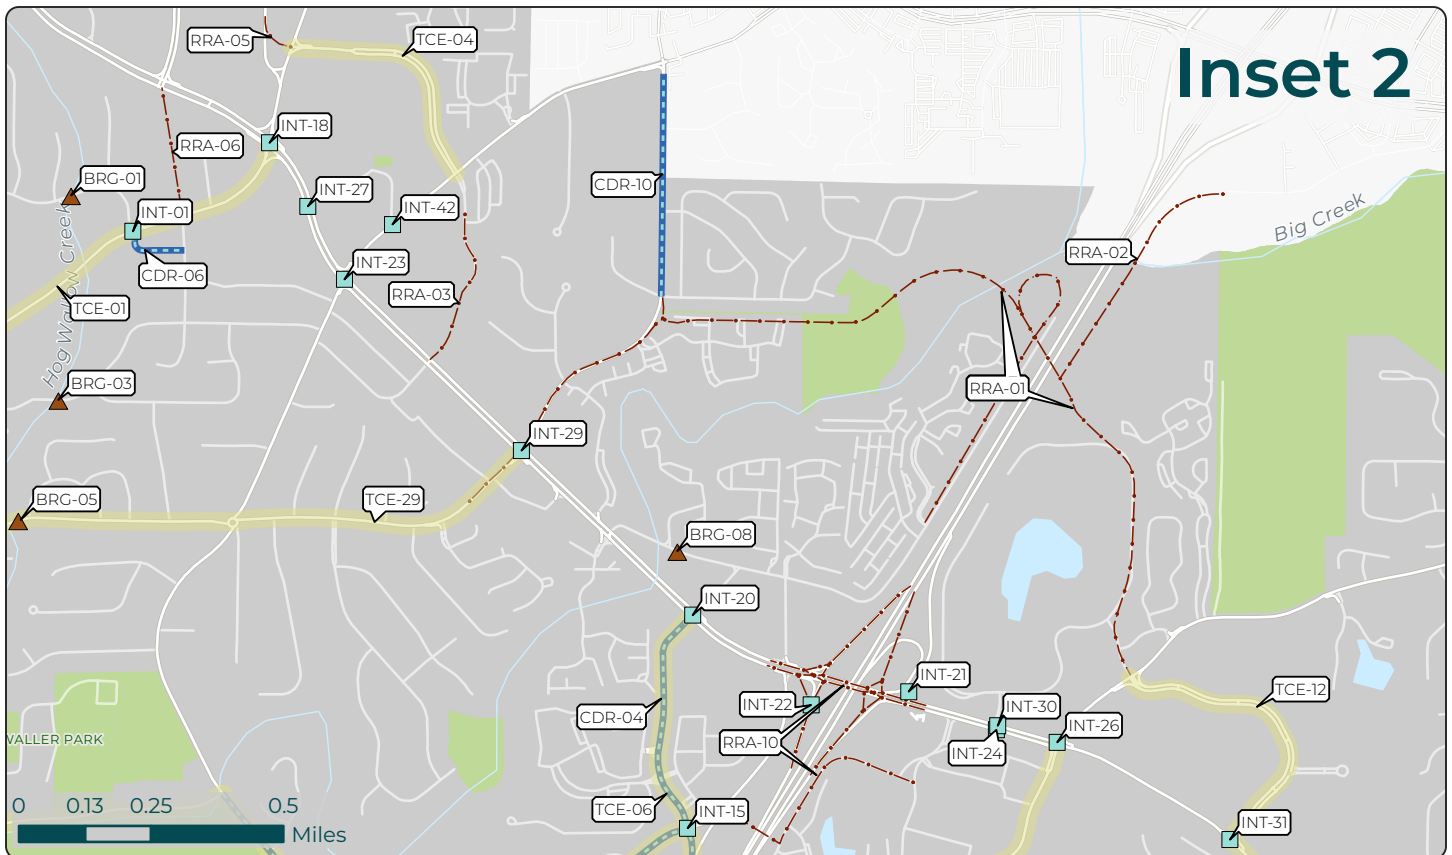 RRA-05
TCE-04
Inset 2
INT-18
RRA-06
BRG-01
CDR-10
INT-27
INT-42
INT-01
Big Creek
Hog Wallow Creek
RRA-02
INT-23
CDR-06
RRA-03
TCE-01
BRG-03
RRA-01
INT-29
BRG-05
TCE-29
BRG-08
INT-20
INT-21
TCE-12
INT-22
INT-30
CDR-04
INT-26
WALLER PARK
RRA-10
INT-24
TCE-06
INT-15
INT-31
0 0.13 0.25 0.5
Miles